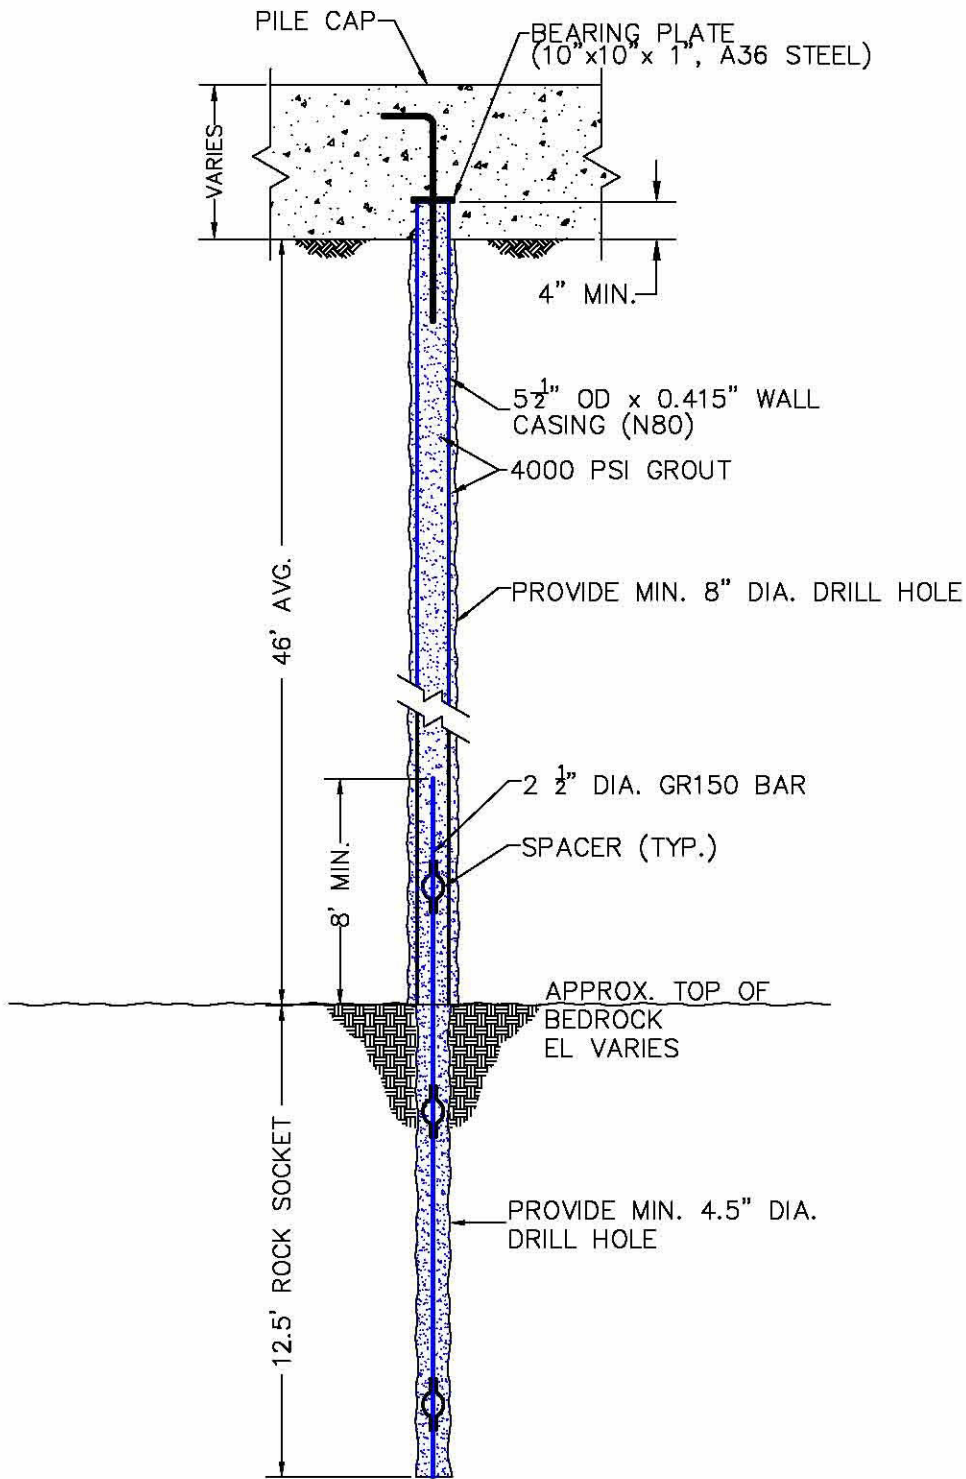 PILE CAP
BEARING PLATE
(10"x10"x 1", A36 STEEL)
VARIES
4" MIN.
5 1/2" OD x 0.415" WALL
CASING (N80)
4000 PSI GROUT
46' AVG.
PROVIDE MIN. 8" DIA. DRILL HOLE
2 1/2" DIA. GR150 BAR
SPACER (TYP.)
8' MIN.
APPROX. TOP OF
BEDROCK
EL VARIES
12.5' ROCK SOCKET
PROVIDE MIN. 4.5" DIA.
DRILL HOLE